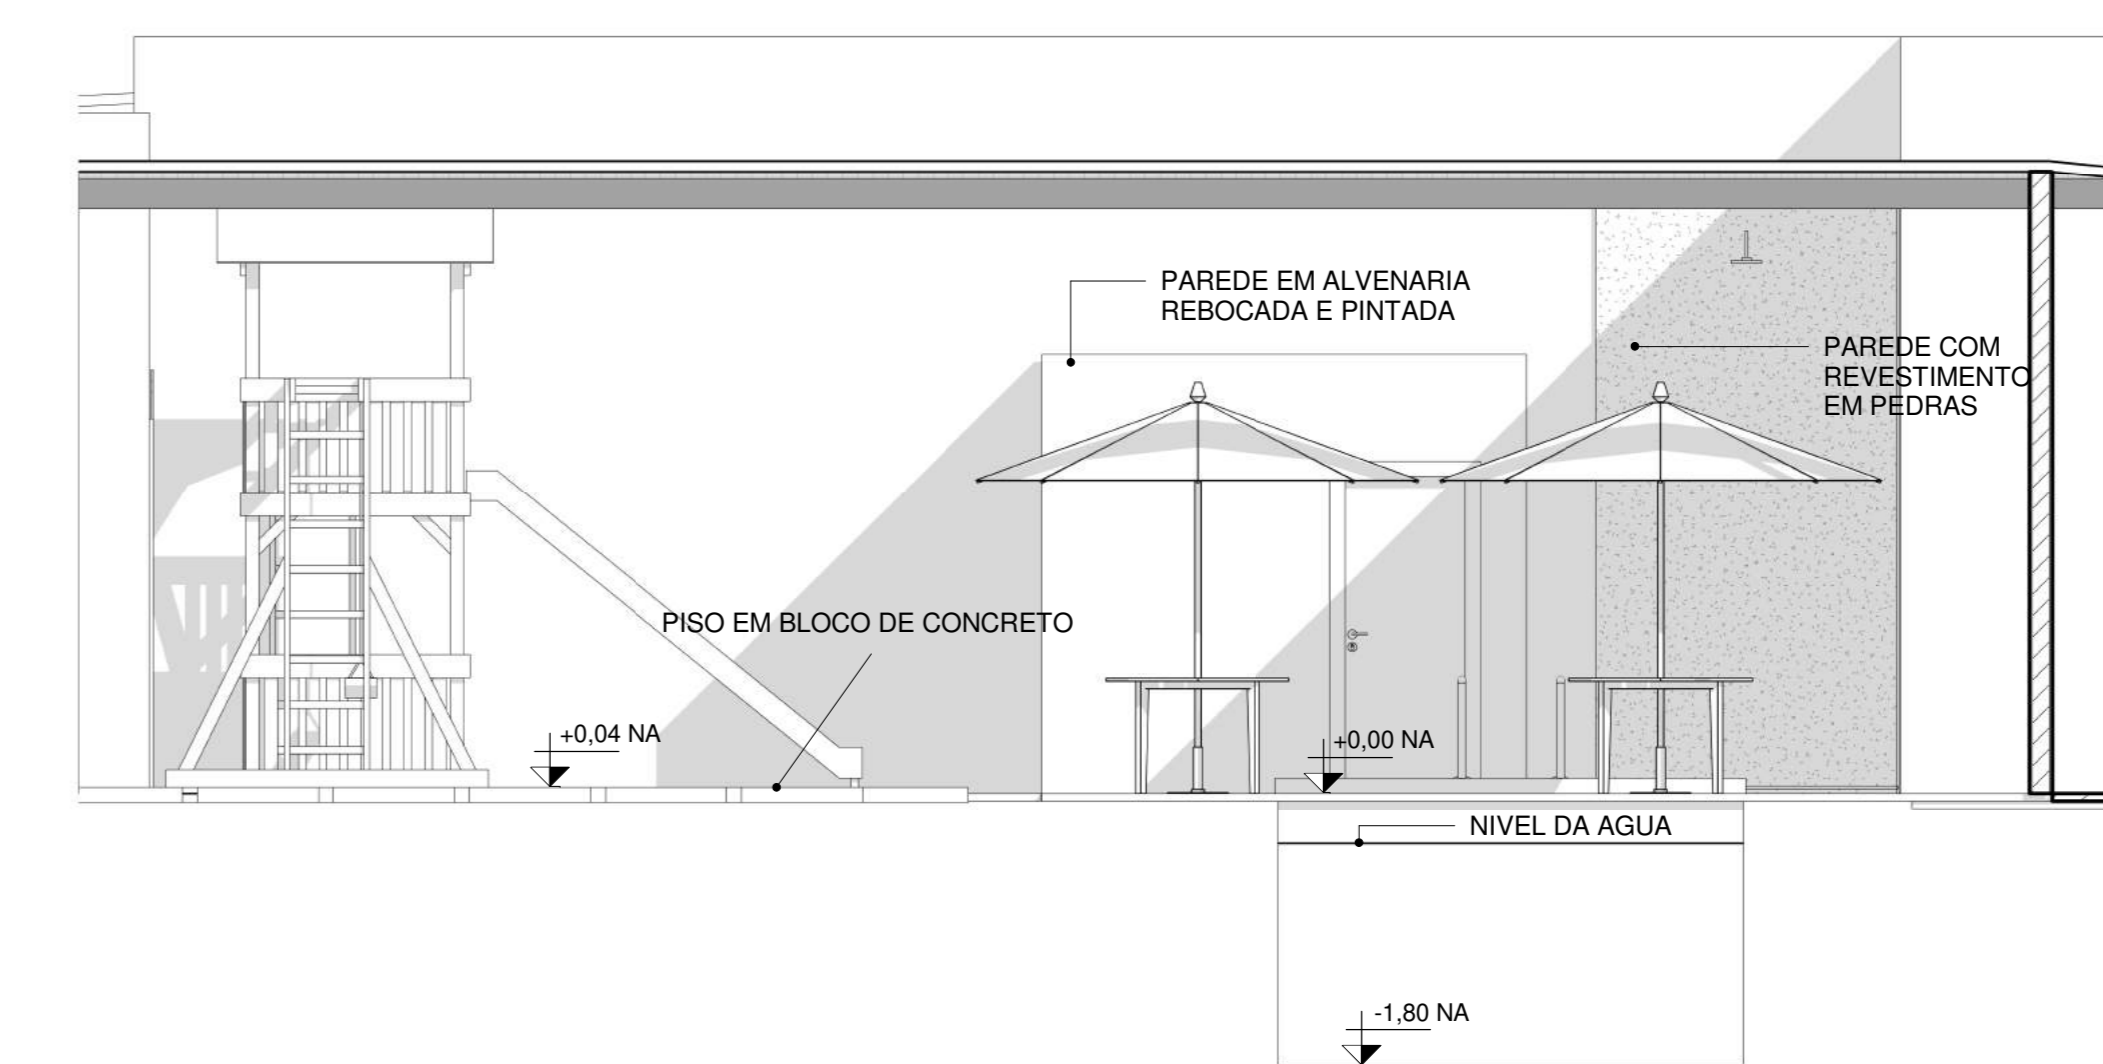 PAREDE EM ALVENARIA
REBOCADA E PINTADA
PAREDE COM
REVESTIMENTO
EM PEDRAS
PISO EM BLOCO DE CONCRETO
+0,04 NA
+0,00 NA
NIVEL DA AGUA
-1,80 NA